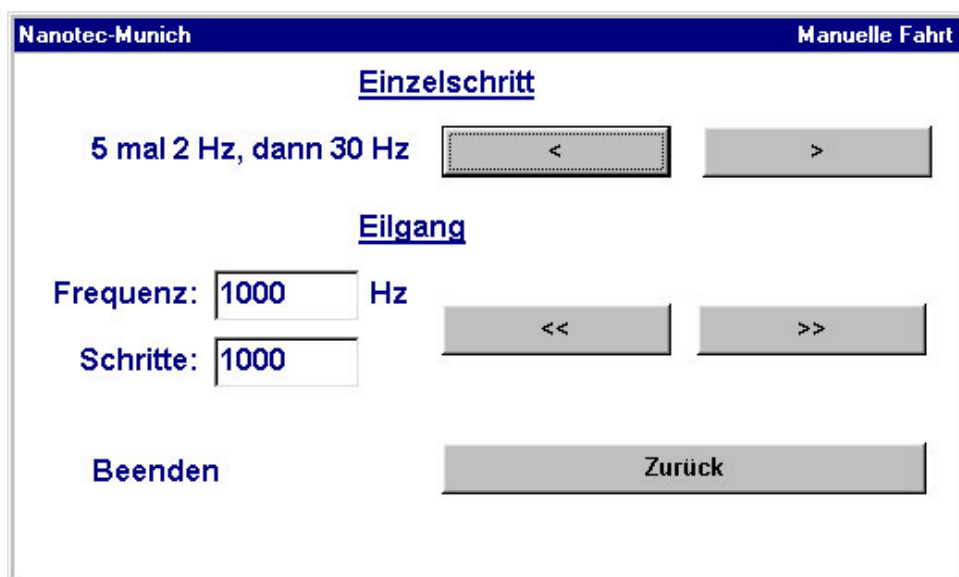 Nanotec-Munich Manuelle Fahrt
Einzelschritt
5 mal 2 Hz, dann 30 Hz < >
Eilgang
Frequenz: 1000 Hz
<< >>
Schritte: 1000
Beenden Zurück